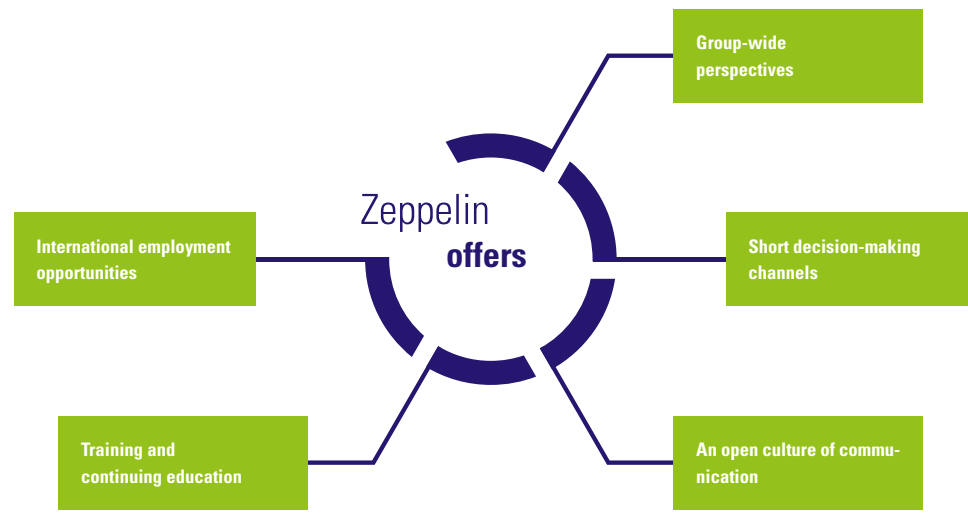 Group-wide
perspectives
Zeppelin
offers
International employment
opportunities
Short decision-making
channels
Training and
continuing education
An open culture of commu-
nication